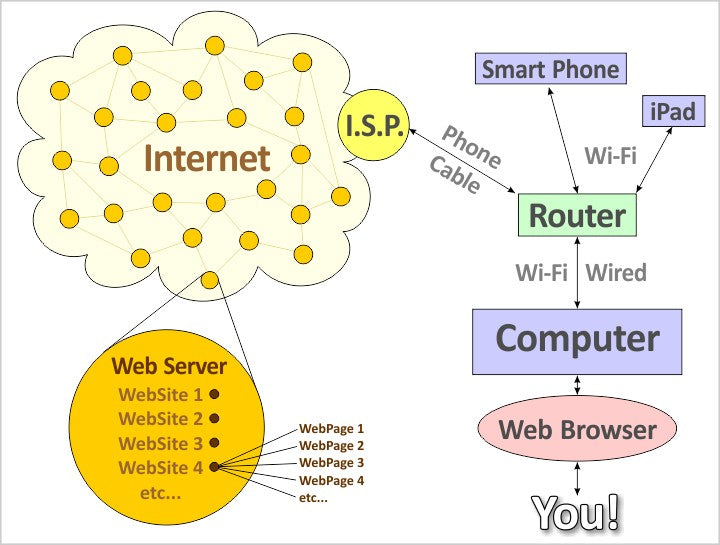 Internet
I.S.P.
Phone
Cable
Smart Phone
iPad
Wi-Fi
Router
Wi-Fi
Wired
Computer
Web Browser
You!
Web Server
WebSite 1
WebSite 2
WebSite 3
WebSite 4
etc...
WebPage 1
WebPage 2
WebPage 3
WebPage 4
etc...